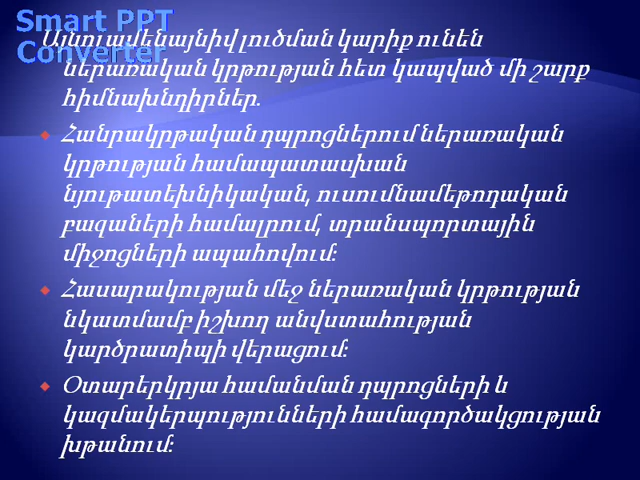 Smart PPT
Converter
Այնուամենայնիվ լուծման կարիք ունեն
ներառական կրթության հետ կապված մի շարք
հիմնախնդիրներ.
Հանրակրթական դպրոցներում ներառական
կրթության համապատասխան
նյութատեխնիկական, ուսումնամեթոդական
բազաների համալրում, տրանսպորտային
միջոցների ապահովում:
Հասարակության մեջ ներառական կրթության
նկատմամբ իշխող անվստահության
կարծրատիպի վերացում:
Օտարերկրյա համանման դպրոցների և
կազմակերպությունների համագործակցության
խթանում: